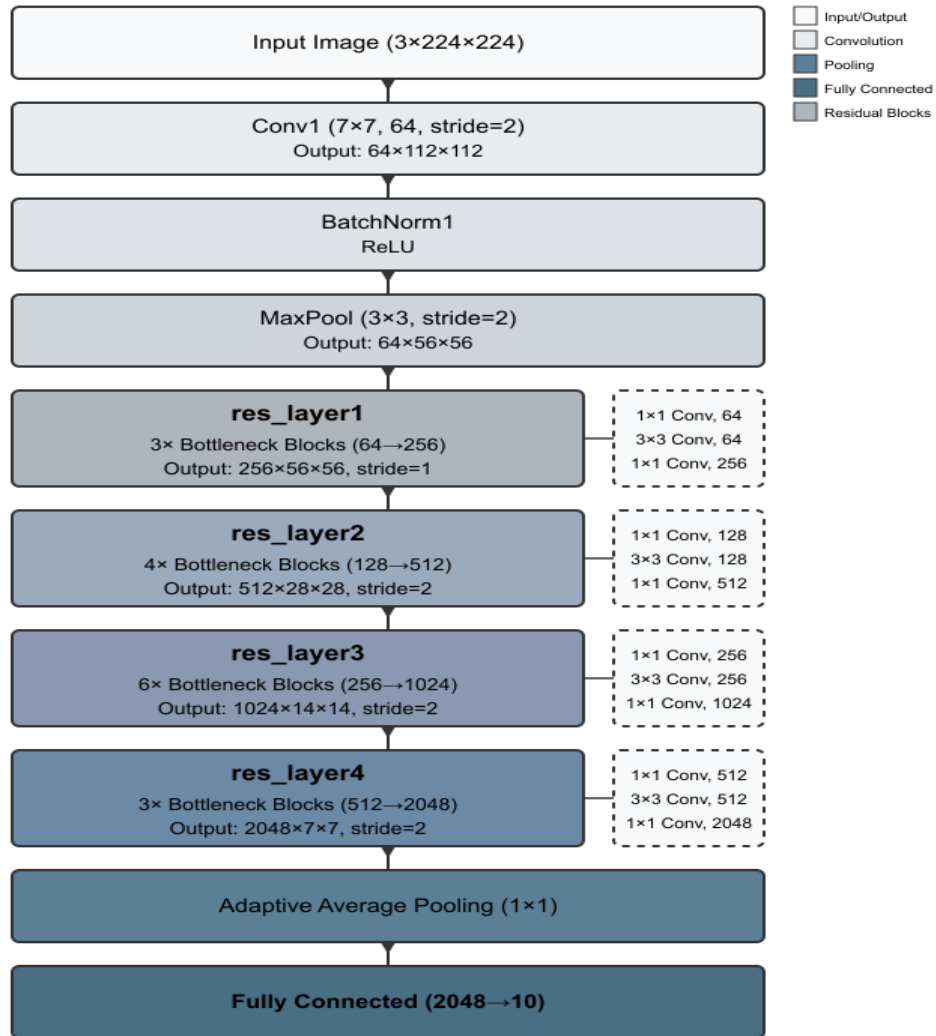 Input Image (3×224×224)
Conv1 (7×7, 64, stride=2)
Output: 64×112×112
BatchNorm1
ReLU
MaxPool (3×3, stride=2)
Output: 64×56×56
res_layer1
3× Bottleneck Blocks (64→256)
Output: 256×56×56, stride=1
1×1 Conv, 64
3×3 Conv, 64
1×1 Conv, 256
res_layer2
4× Bottleneck Blocks (128→512)
Output: 512×28×28, stride=2
1×1 Conv, 128
3×3 Conv, 128
1×1 Conv, 512
res_layer3
6× Bottleneck Blocks (256→1024)
Output: 1024×14×14, stride=2
1×1 Conv, 256
3×3 Conv, 256
1×1 Conv, 1024
res_layer4
3× Bottleneck Blocks (512→2048)
Output: 2048×7×7, stride=2
1×1 Conv, 512
3×3 Conv, 512
1×1 Conv, 2048
Adaptive Average Pooling (1×1)
Fully Connected (2048→10)
Input/Output
Convolution
Pooling
Fully Connected
Residual Blocks